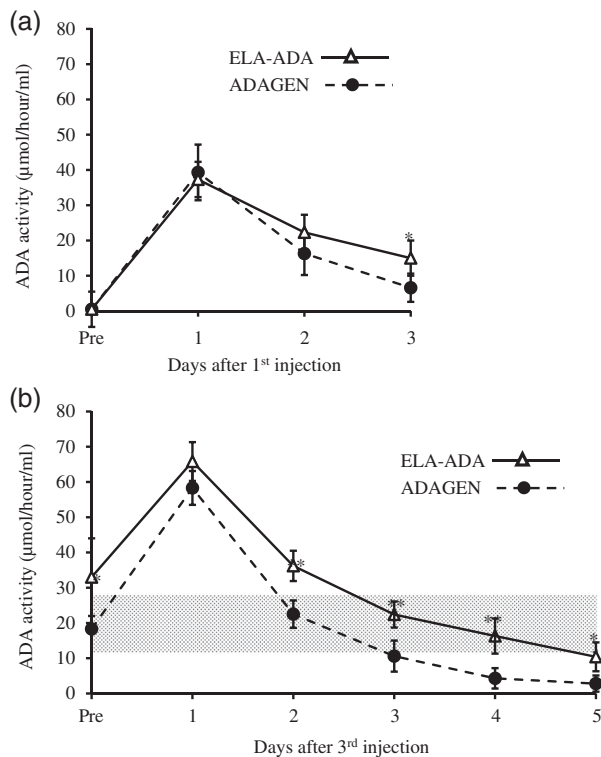 (a)
80
70
60
50
40
30
20
10
0
ADA activity (μmol/hour/ml)
ELA-ADA
ADAGEN
*
Pre 1 2 3
Days after 1st injection
(b)
80
70
60
50
40
30
20
10
0
ADA activity (μmol/hour/ml)
ELA-ADA
ADAGEN
* * ** ** *
Pre 1 2 3 4 5
Days after 3rd injection